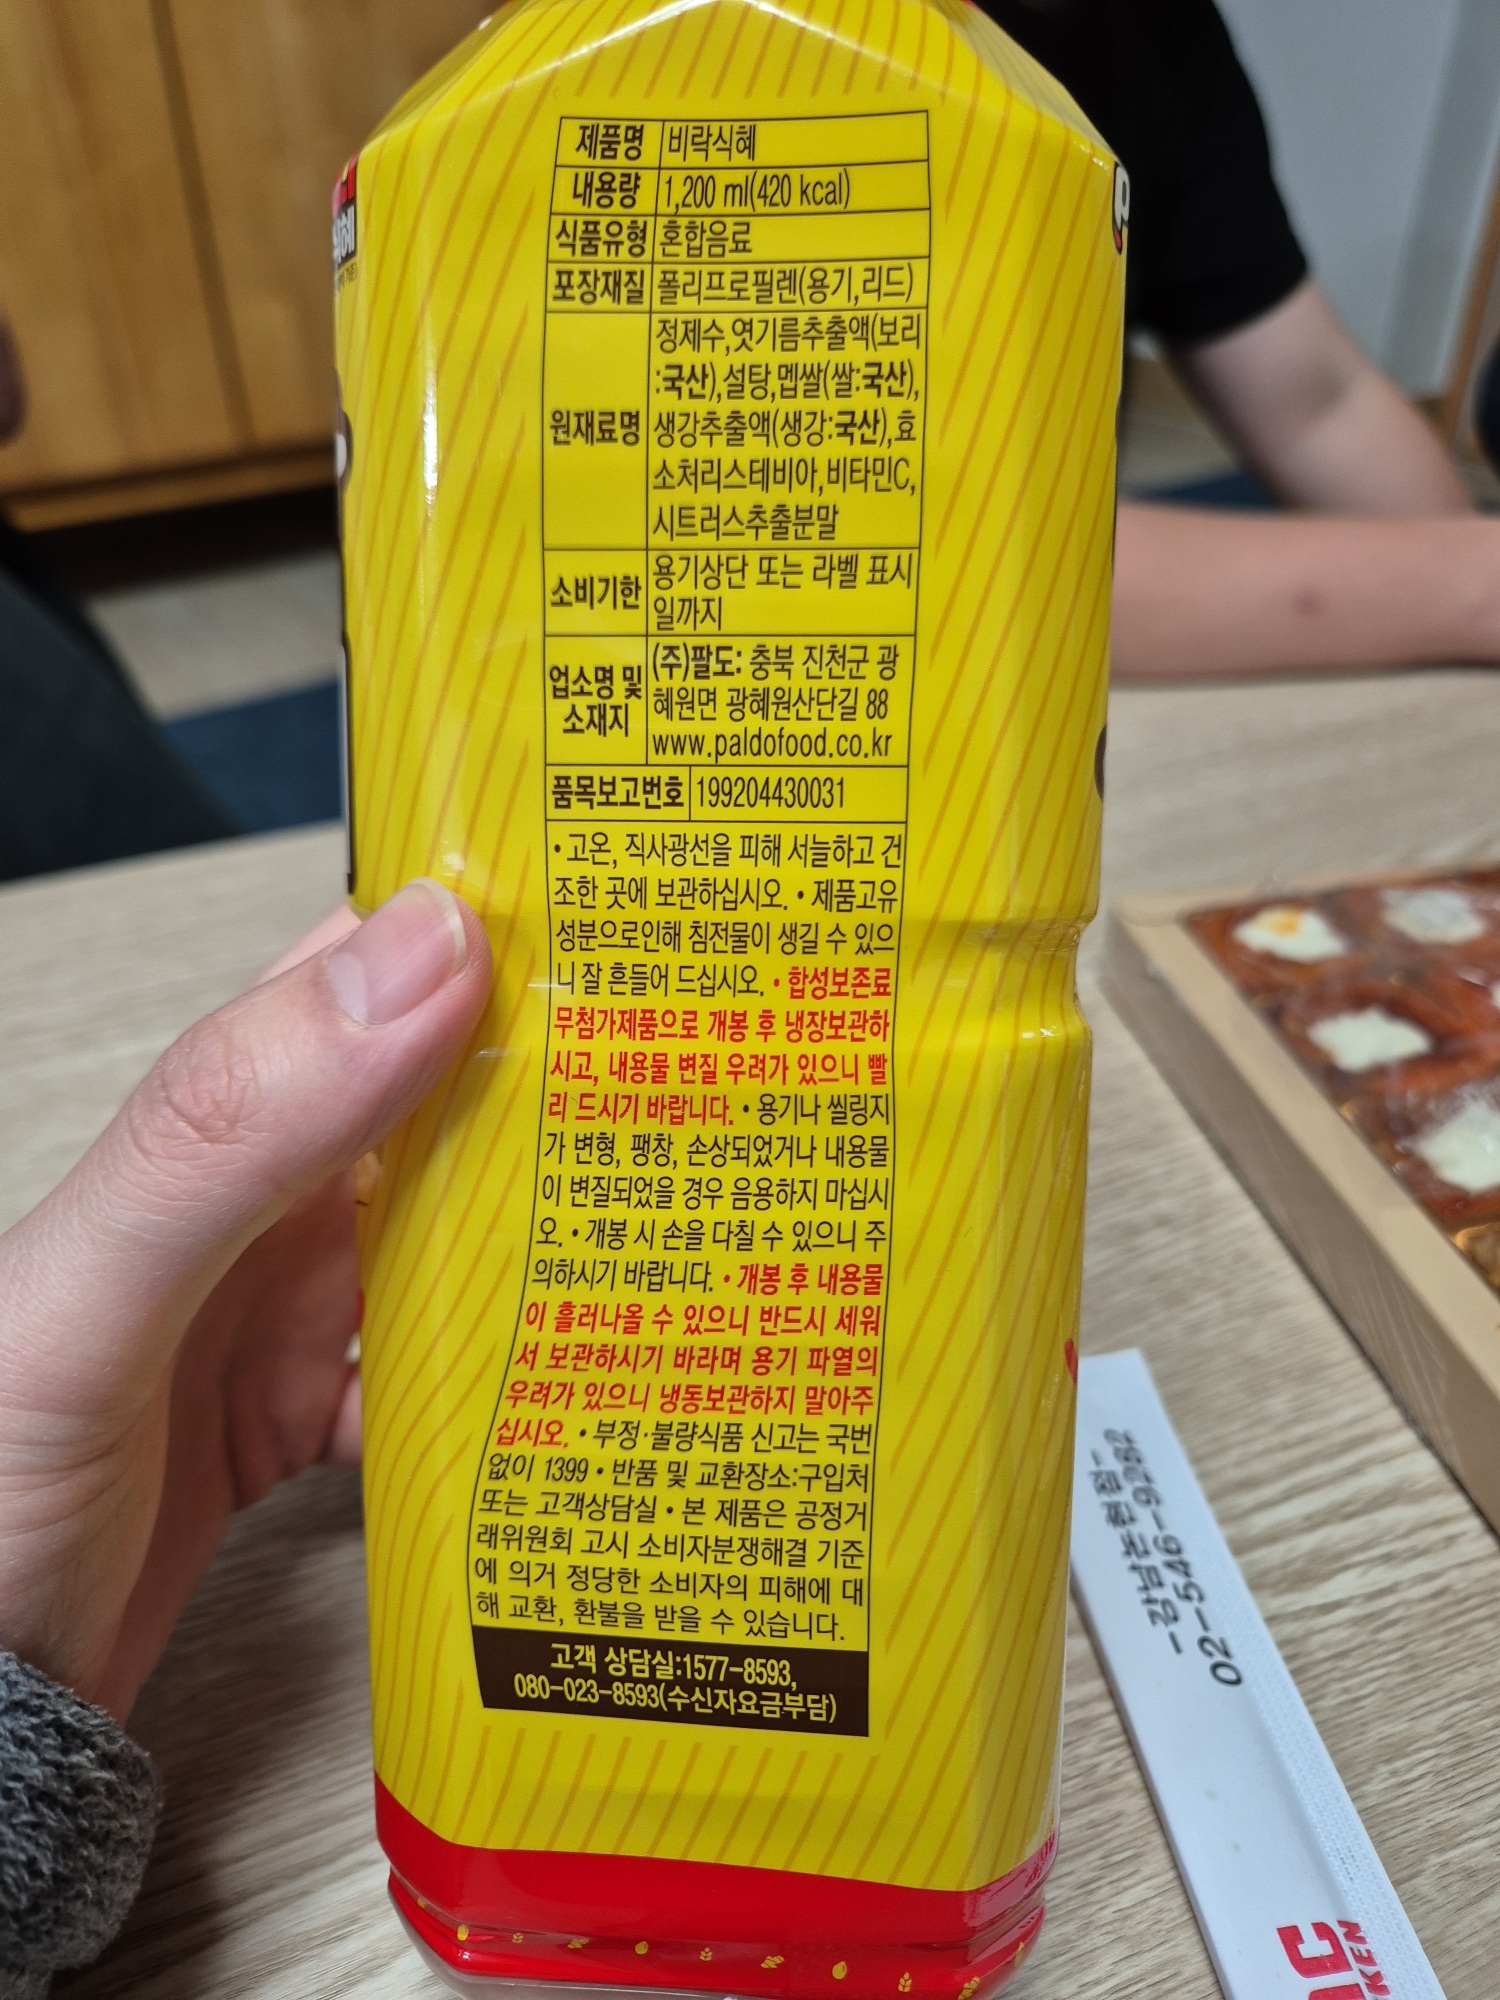 제품명 비락식혜
내용량 1,200 ml(420 kcal)
식품유형 혼합음료
포장재질 폴리프로필렌(용기,리드)
원재료명 정제수,엿기름추출액(보리
:국산),설탕,멥쌀(쌀:국산),
생강추출액(생강:국산),효
소처리스테비아,비타민C,
시트러스추출분말
소비기한 용기상단 또는 라벨 표시
일까지
업소명 및 소재지 (주)팔도: 충북 진천군 광
혜원면 광혜원산단길 88
www.paldofood.co.kr
품목보고번호 199204430031
• 고온, 직사광선을 피해 서늘하고 건
조한 곳에 보관하십시오. • 제품고유
성분으로인해 침전물이 생길 수 있으
니 잘 흔들어 드십시오. • 합성보존료
무첨가제품으로 개봉 후 냉장보관하
시고, 내용물 변질 우려가 있으니 빨
리 드시기 바랍니다. • 용기나 씰링지
가 변형, 팽창, 손상되었거나 내용물
이 변질되었을 경우 음용하지 마십시
오. • 개봉 시 손을 다칠 수 있으니 주
의하시기 바랍니다. • 개봉 후 내용물
이 흘러나올 수 있으니 반드시 세워
서 보관하시기 바라며 용기 파열의
우려가 있으니 냉동보관하지 말아주
십시오. • 부정·불량식품 신고는 국번
없이 1399 • 반품 및 교환장소:구입처
또는 고객상담실 • 본 제품은 공정거
래위원회 고시 소비자분쟁해결 기준
에 의거 정당한 소비자의 피해에 대
해 교환, 환불을 받을 수 있습니다.
고객 상담실:1577-8593,
080-023-8593(수신자요금부담)
-강남논현점-
02-546-9282